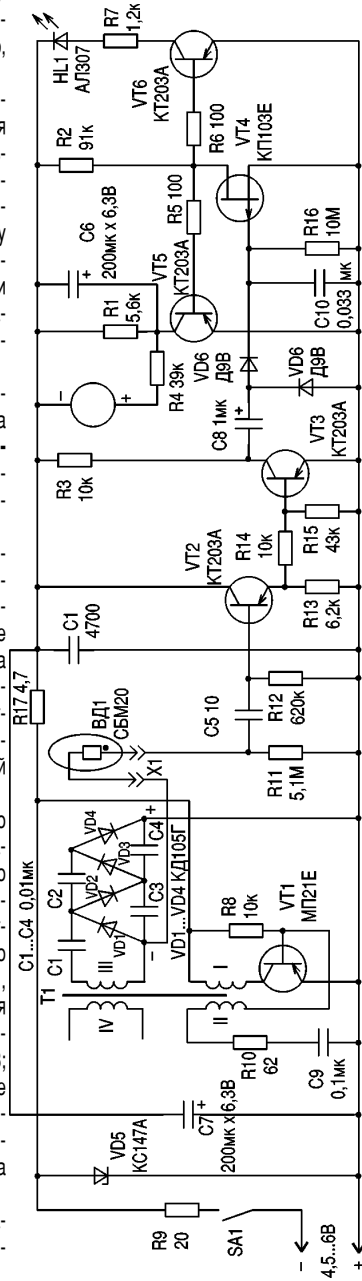 R9
20
SA1
−
4,5...6В
+
VD5
КС147А
C7
200мк x 6,3В
+
R10
62
C9
0,1мк
T1
IV
III
II
I
C1...C4 0,01мк
C1
C2
C3
C4
VD1
VD2
VD3
VD4
−
+
VD1...VD4 КД105Г
R8
10к
VT1
МП21Е
R17 4,7
ВД1
СБМ20
X1
C1
4700
R11
5,1М
C5 10
R12
620к
VT2
КТ203А
R13
6,2к
R14
10к
R15
43к
VT3
КТ203А
R3
10к
C8 1мк
+
−
+
R4 39к
R1
5,6к
C6
200мк x 6,3В
+
VT5
КТ203А
VD6
Д9В
VD6
Д9В
C10
0,033
мк
R16
10М
R2
91к
R5 100
R6 100
VT4
КП103Е
HL1
АЛ307
R7
1,2к
VT6
КТ203А